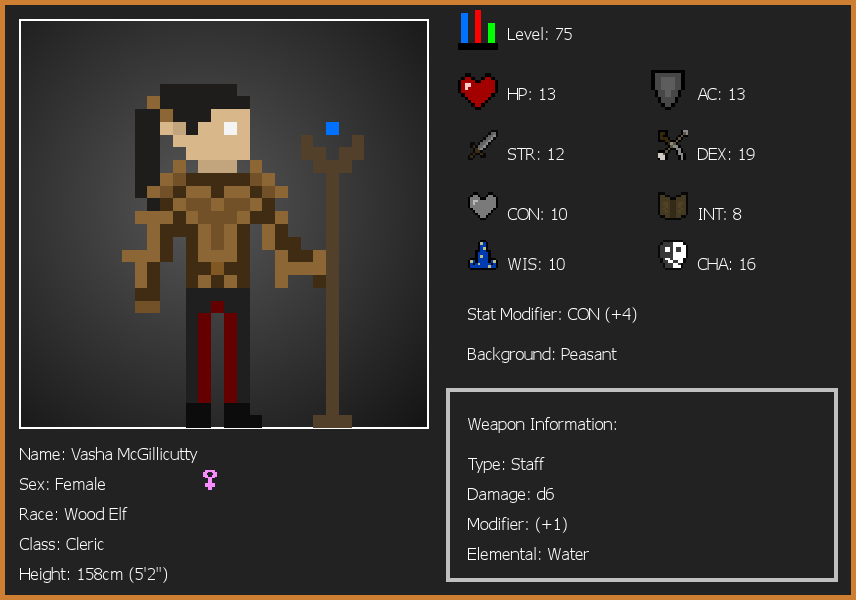 Level: 75
HP: 13
AC: 13
STR: 12
DEX: 19
CON: 10
INT: 8
WIS: 10
CHA: 16
Stat Modifier: CON (+4)
Background: Peasant
Weapon Information:
Type: Staff
Damage: d6
Modifier: (+1)
Elemental: Water
Name: Vasha McGillicutty
Sex: Female
Race: Wood Elf
Class: Cleric
Height: 158cm (5'2")